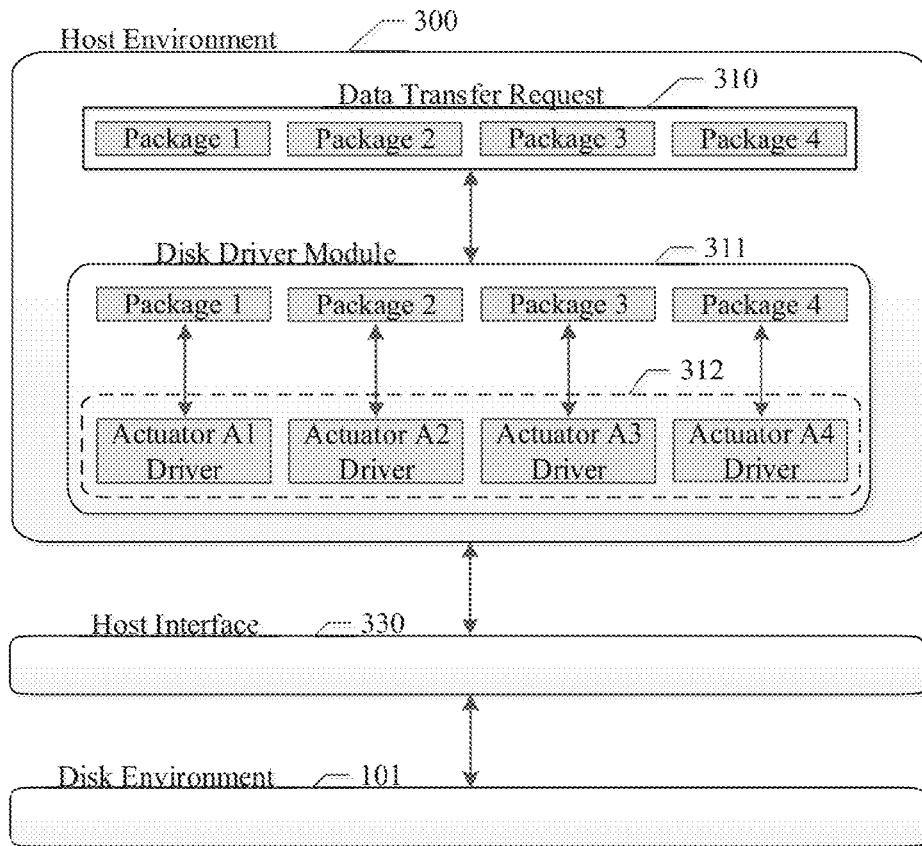 Host Environment 300
Data Transfer Request 310
Package 1 Package 2 Package 3 Package 4
Disk Driver Module 311
Package 1 Package 2 Package 3 Package 4
312
Actuator A1 Driver Actuator A2 Driver Actuator A3 Driver Actuator A4 Driver
Host Interface 330
Disk Environment 101